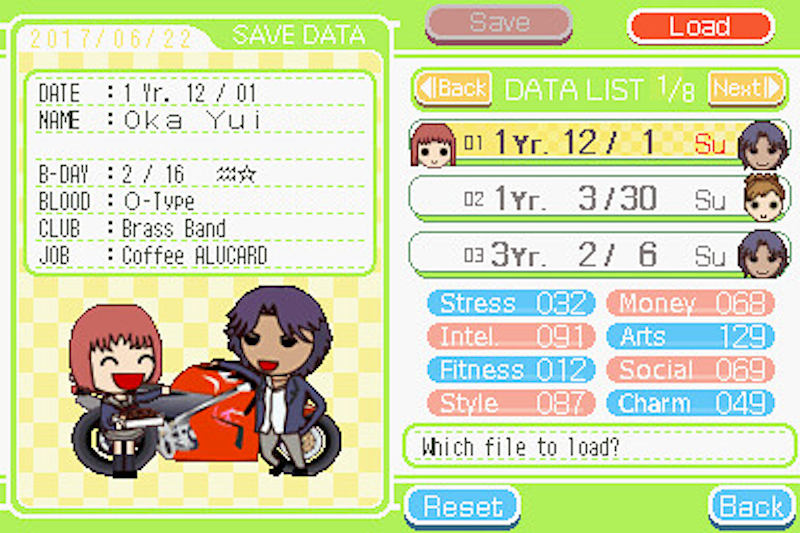 2017/06/22 SAVE DATA
DATE : 1 Yr. 12 / 01
NAME : Oka Yui
B-DAY : 2 / 16 ♒☆
BLOOD : O-Type
CLUB : Brass Band
JOB : Coffee ALUCARD
Save Load
Back DATA LIST 1/8 Next
01 1Yr. 12 / 1 Su
02 1Yr. 3/30 Su
03 3Yr. 2/ 6 Su
Stress 032 Money 068
Intel. 091 Arts 129
Fitness 012 Social 069
Style 087 Charm 049
Which file to load?
Reset Back